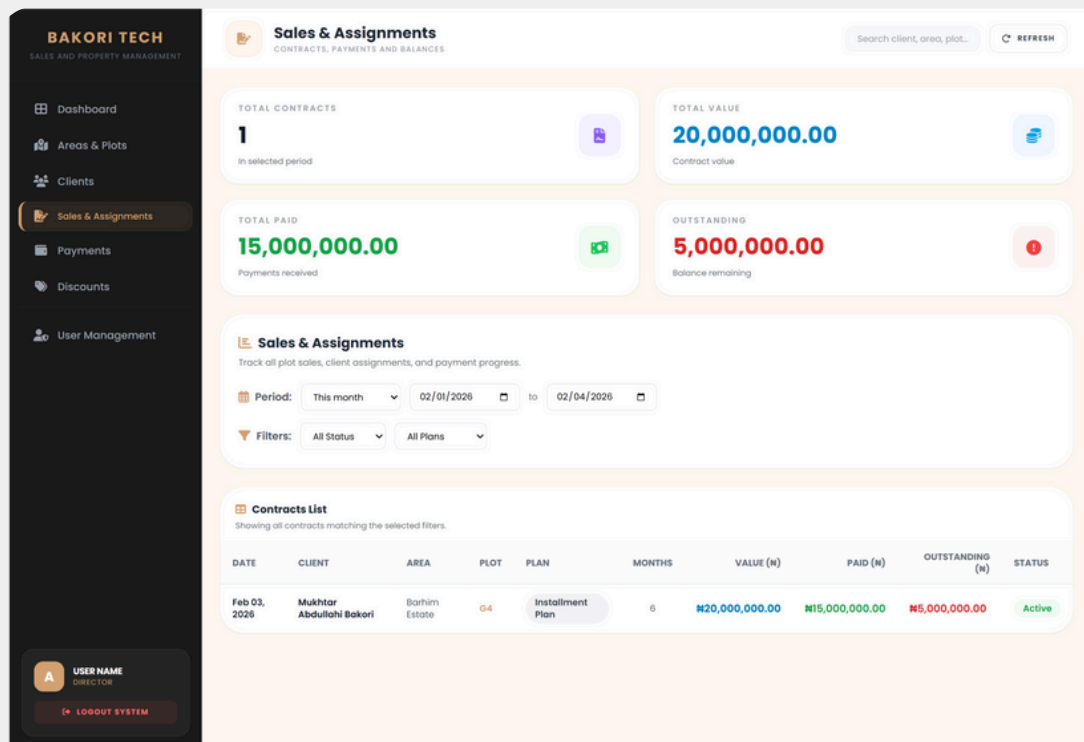 BAKORI TECH
SALES AND PROPERTY MANAGEMENT
Dashboard
Areas & Plots
Clients
Sales & Assignments
Payments
Discounts
User Management
A
USER NAME
DIRECTOR
LOGOUT SYSTEM
Sales & Assignments
CONTRACTS, PAYMENTS AND BALANCES
Search client, area, plot...
REFRESH
TOTAL CONTRACTS
1
In selected period
TOTAL VALUE
20,000,000.00
Contract value
TOTAL PAID
15,000,000.00
Payments received
OUTSTANDING
5,000,000.00
Balance remaining
Sales & Assignments
Track all plot sales, client assignments, and payment progress.
Period: This month 02/01/2026 to 02/04/2026
Filters: All Status All Plans
Contracts List
Showing all contracts matching the selected filters.
DATE CLIENT AREA PLOT PLAN MONTHS VALUE (₦) PAID (₦) OUTSTANDING (₦) STATUS
Feb 03, 2026 Mukhtar Abdullahi Bakori Barhim Estate G4 Installment Plan 6 ₦20,000,000.00 ₦15,000,000.00 ₦5,000,000.00 Active